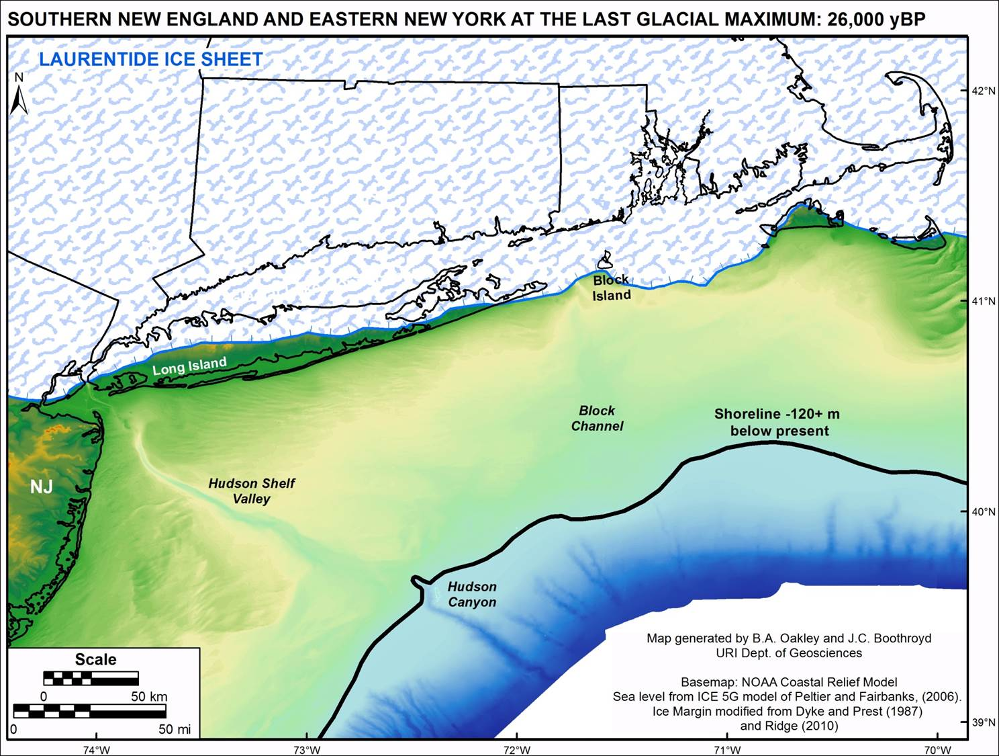 SOUTHERN NEW ENGLAND AND EASTERN NEW YORK AT THE LAST GLACIAL MAXIMUM: 26,000 yBP
LAURENTIDE ICE SHEET
N
42°N
Block
Island
41°N
Long Island
Block
Channel
Shoreline -120+ m
below present
NJ
Hudson Shelf
Valley
40°N
Hudson
Canyon
Map generated by B.A. Oakley and J.C. Boothroyd
URI Dept. of Geosciences
Basemap: NOAA Coastal Relief Model
Sea level from ICE 5G model of Peltier and Fairbanks, (2006).
Ice Margin modified from Dyke and Prest (1987)
and Ridge (2010)
Scale
0 50 km
0 50 mi
39°N
74°W 73°W 72°W 71°W 70°W